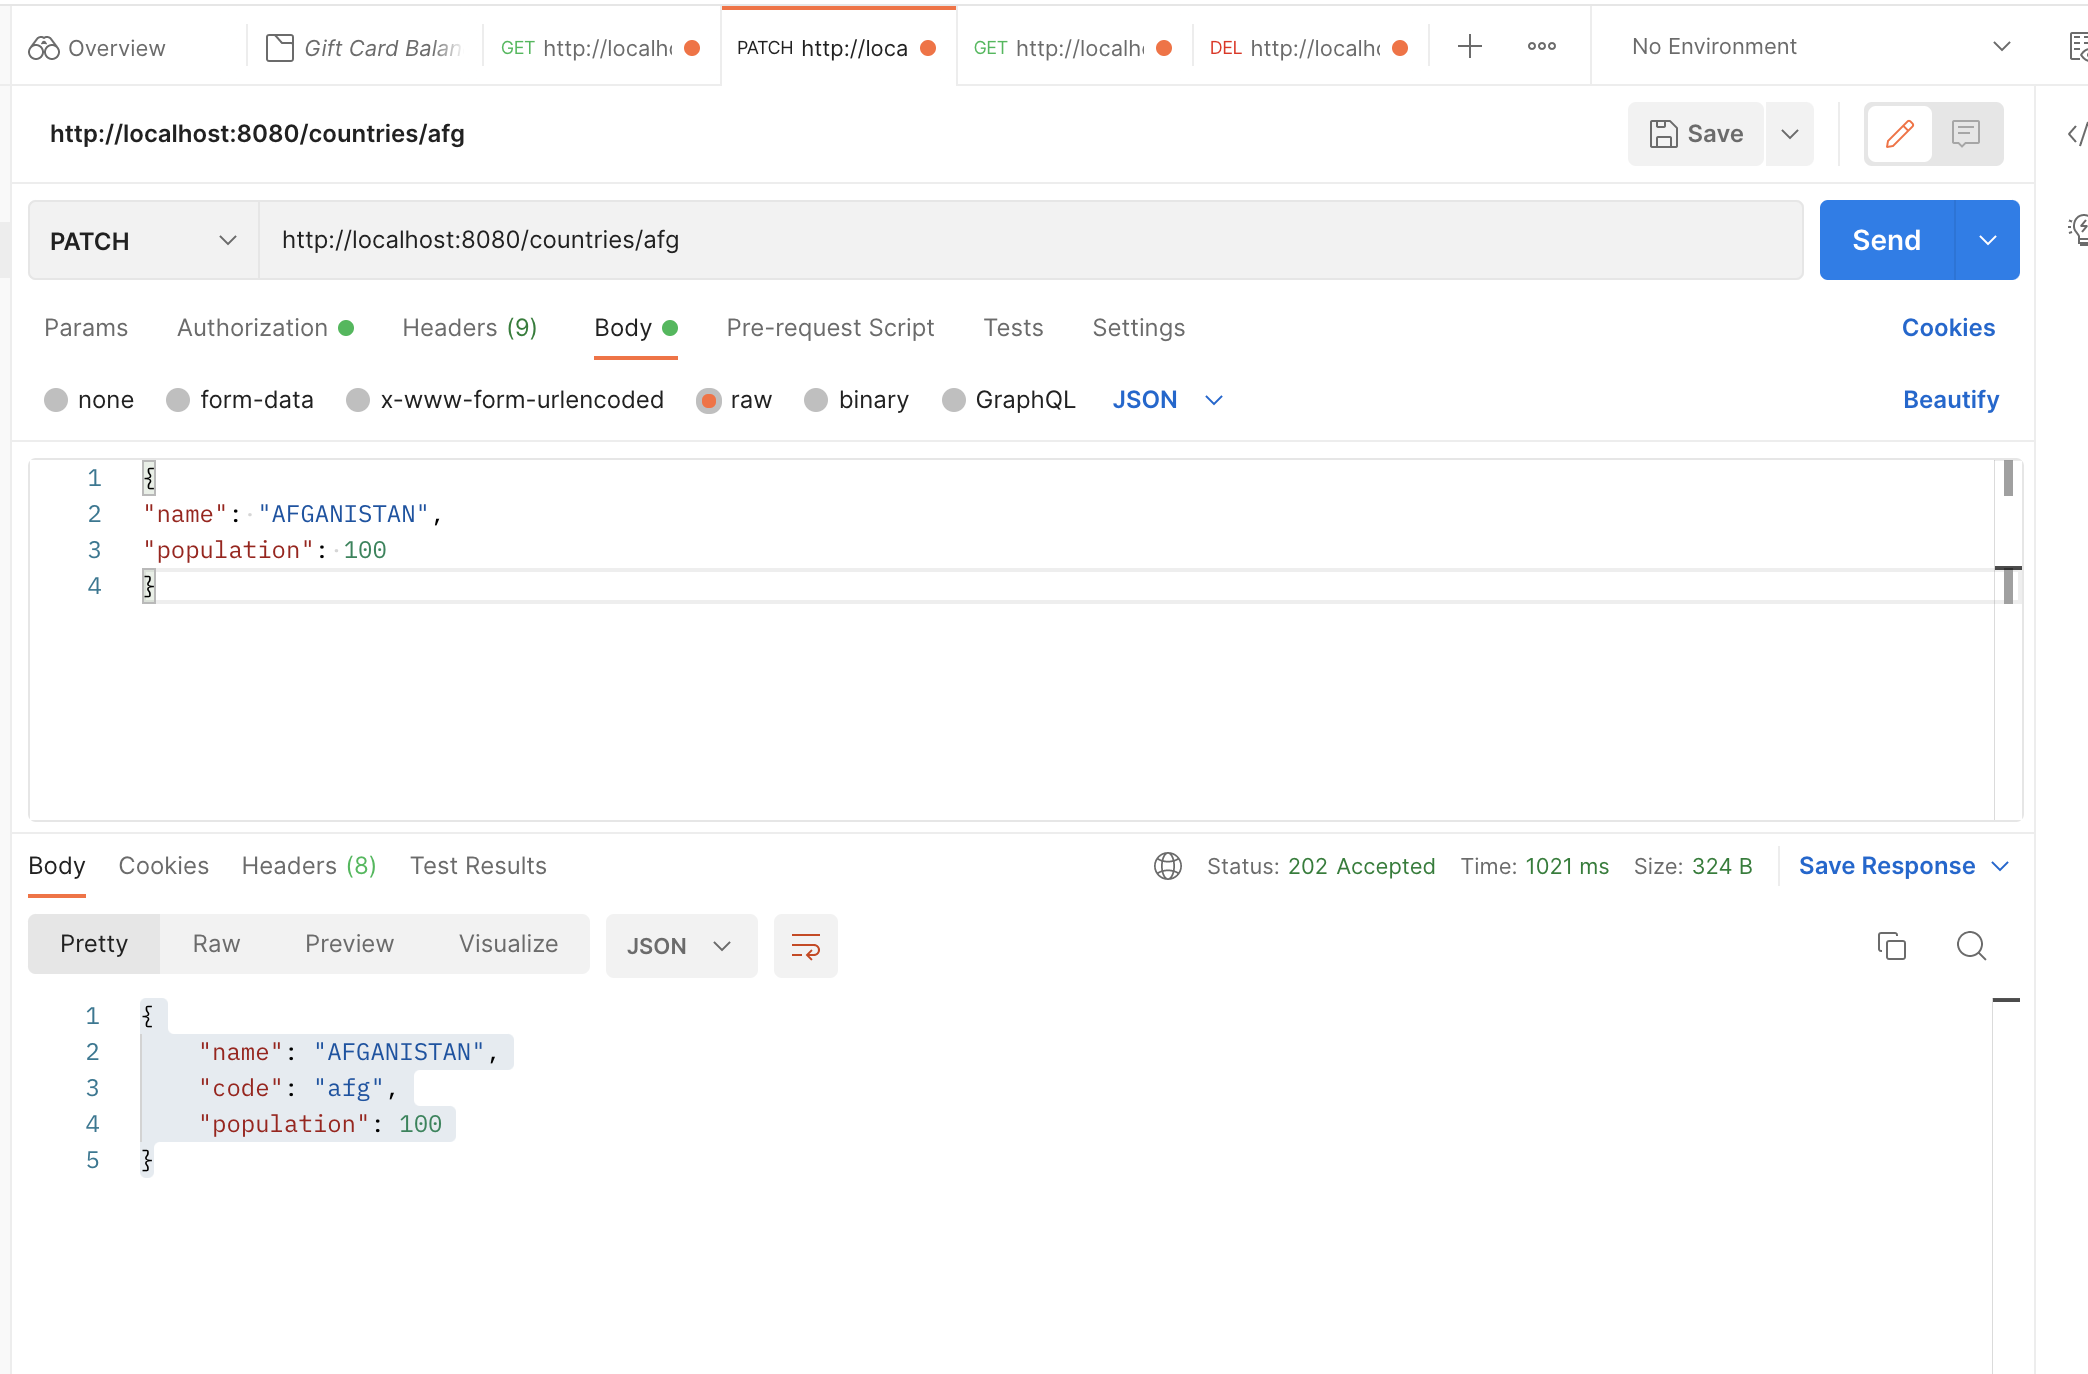 Overview
Gift Card Balan
GET http://localh
PATCH http://loca
GET http://localh
DEL http://localh
No Environment
http://localhost:8080/countries/afg
Save
PATCH
http://localhost:8080/countries/afg
Send
Params Authorization Headers (9) Body Pre-request Script Tests Settings Cookies
none form-data x-www-form-urlencoded raw binary GraphQL JSON Beautify
1 {
2 "name": "AFGANISTAN",
3 "population": 100
4 }
Body Cookies Headers (8) Test Results Status: 202 Accepted Time: 1021 ms Size: 324 B Save Response
Pretty Raw Preview Visualize JSON
1 {
2 "name": "AFGANISTAN",
3 "code": "afg",
4 "population": 100
5 }